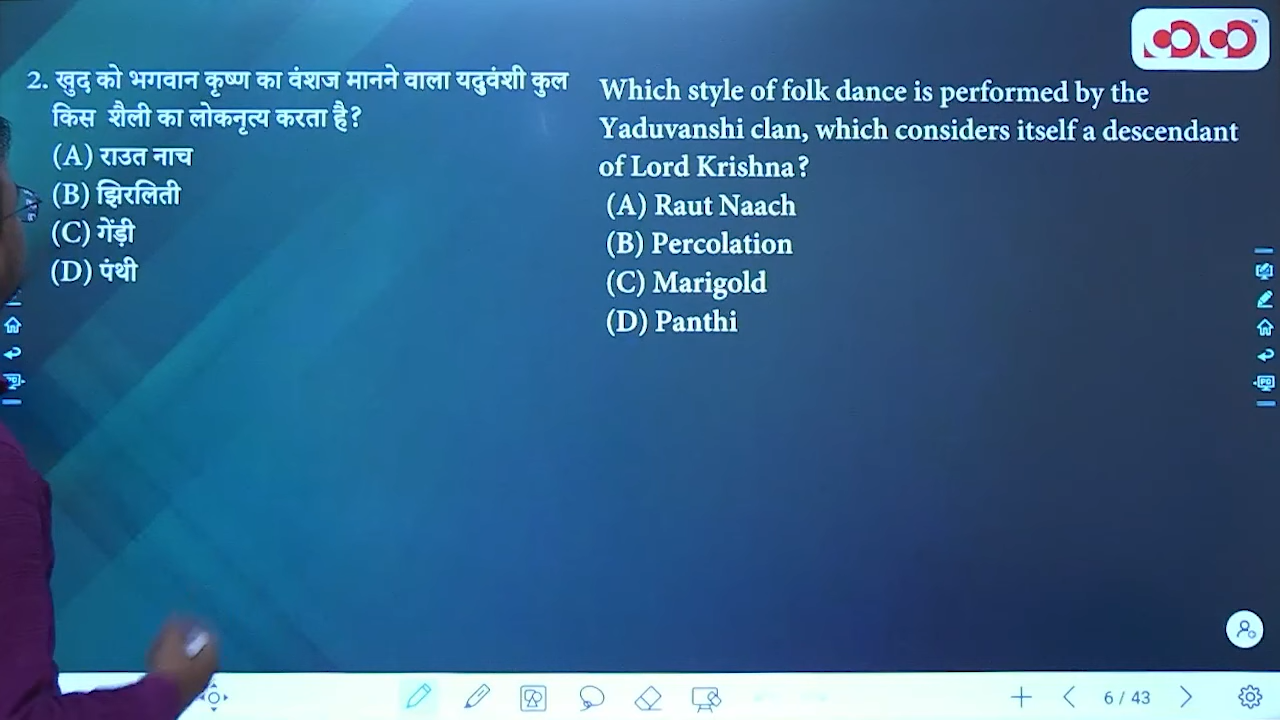 2. खुद को भगवान कृष्ण का वंशज मानने वाला यदुवंशी कुल
किस शैली का लोकनृत्य करता है?
(A) राउत नाच
(B) झिरलिती
(C) गेंड़ी
(D) पंथी
Which style of folk dance is performed by the
Yaduvanshi clan, which considers itself a descendant
of Lord Krishna?
(A) Raut Naach
(B) Percolation
(C) Marigold
(D) Panthi
6 / 43